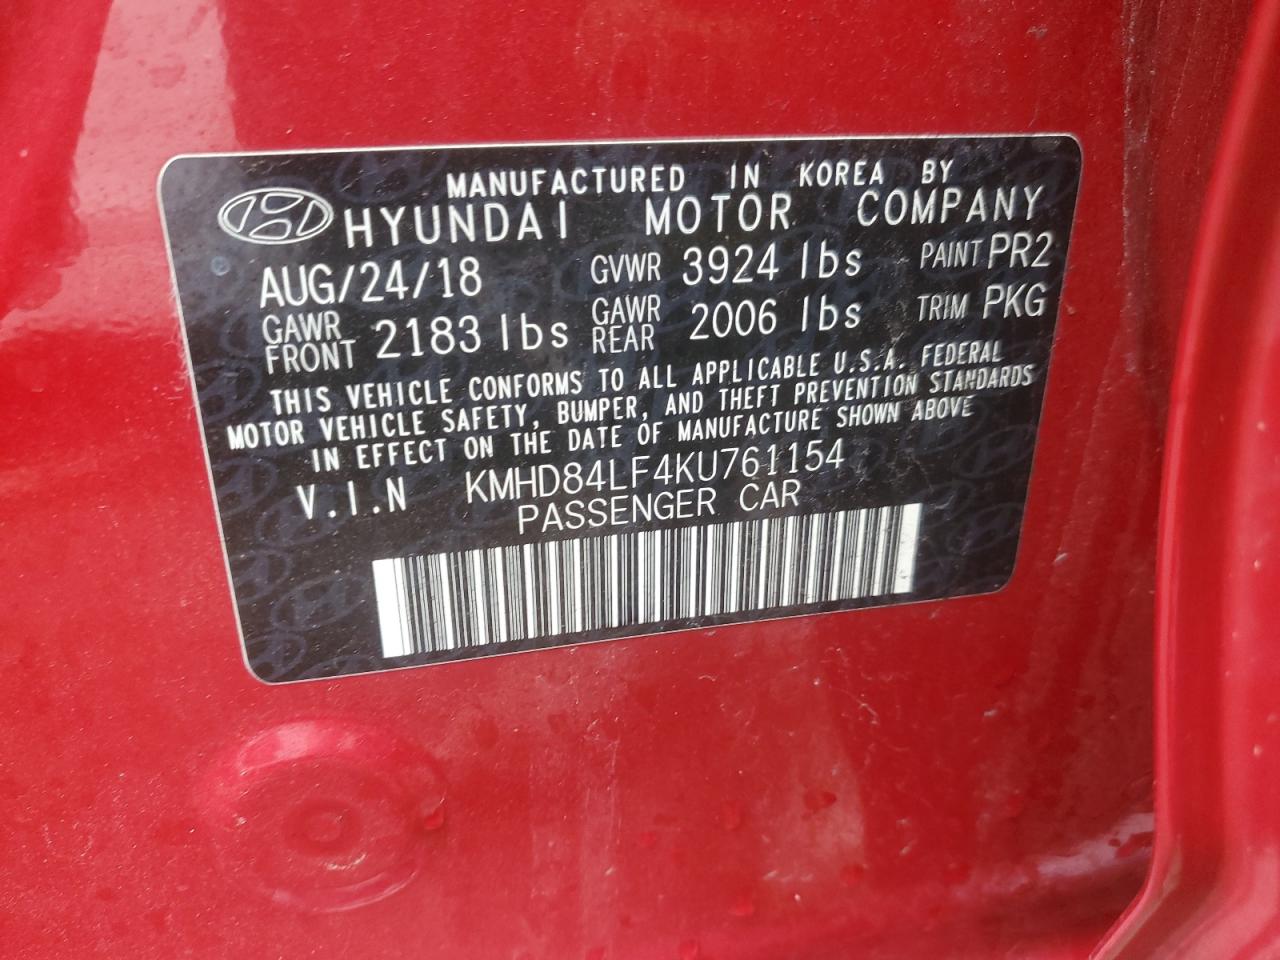 MANUFACTURED IN KOREA BY
HYUNDAI MOTOR COMPANY
AUG/24/18 GVWR 3924 lbs PAINT PR2
GAWR FRONT 2183 lbs GAWR REAR 2006 lbs TRIM PKG
THIS VEHICLE CONFORMS TO ALL APPLICABLE U.S.A. FEDERAL
MOTOR VEHICLE SAFETY, BUMPER, AND THEFT PREVENTION STANDARDS
IN EFFECT ON THE DATE OF MANUFACTURE SHOWN ABOVE
V.I.N KMHD84LF4KU761154
PASSENGER CAR